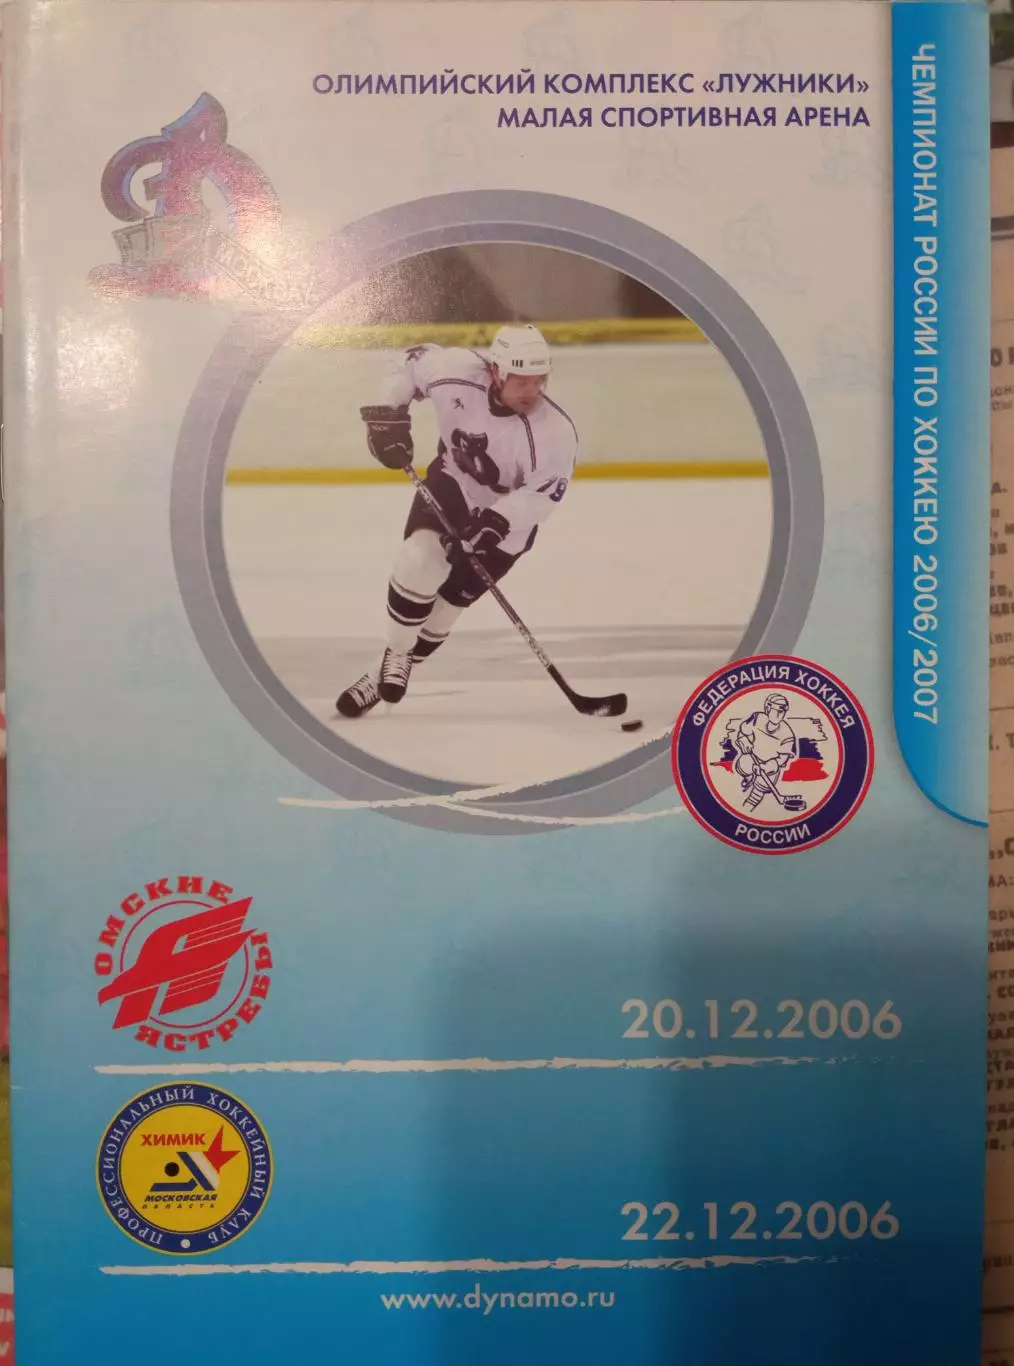 ОЛИМПИЙСКИЙ КОМПЛЕКС «ЛУЖНИКИ»
МАЛАЯ СПОРТИВНАЯ АРЕНА
ЧЕМПИОНАТ РОССИИ ПО ХОККЕЮ 2006/2007
ФЕДЕРАЦИЯ ХОККЕЯ
РОССИИ
ОМСКИЕ
ЯСТРЕБЫ
20.12.2006
ПРОФЕССИОНАЛЬНЫЙ ХОККЕЙНЫЙ КЛУБ
ХИМИК
МОСКОВСКАЯ
ОБЛАСТЬ
22.12.2006
www.dynamo.ru